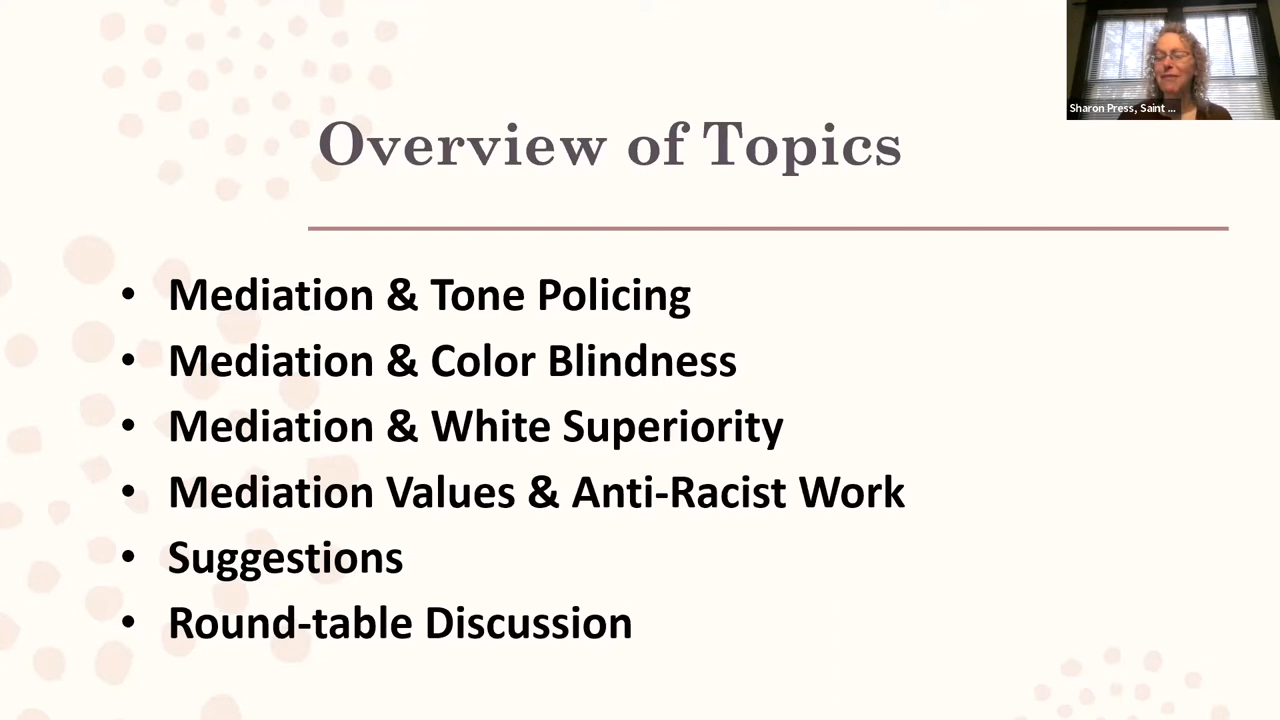 Sharon Press, Saint ...
Overview of Topics
• Mediation & Tone Policing
• Mediation & Color Blindness
• Mediation & White Superiority
• Mediation Values & Anti-Racist Work
• Suggestions
• Round-table Discussion